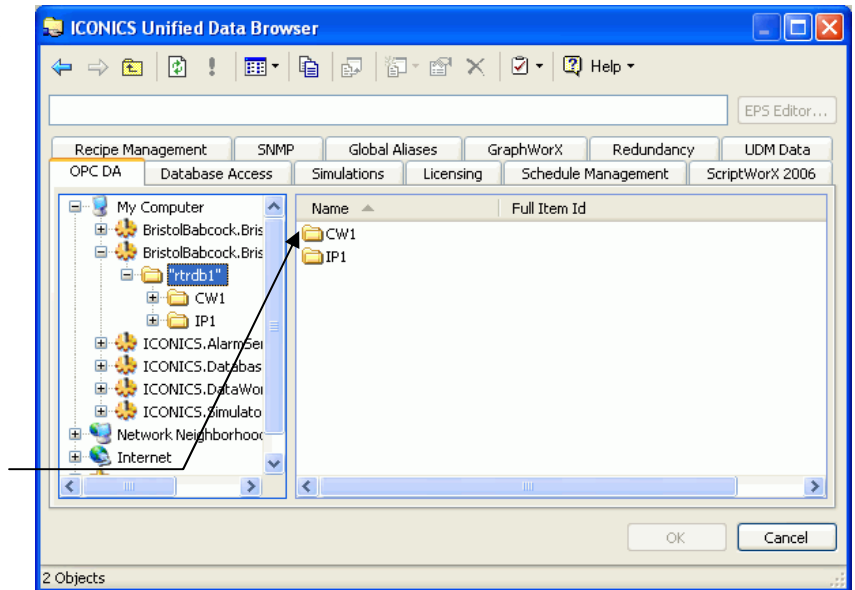 ICONICS Unified Data Browser
Help
EPS Editor...
Recipe Management SNMP Global Aliases GraphWorX Redundancy UDM Data
OPC DA Database Access Simulations Licensing Schedule Management ScriptWorX 2006
My Computer
BristolBabcock.Bris
BristolBabcock.Bris
"rtrdb1"
CW1
IP1
ICONICS.AlarmSer
ICONICS.Databas
ICONICS.DataWor
ICONICS.Simulato
Network Neighborhood
Internet
Name Full Item Id
CW1
IP1
OK Cancel
2 Objects